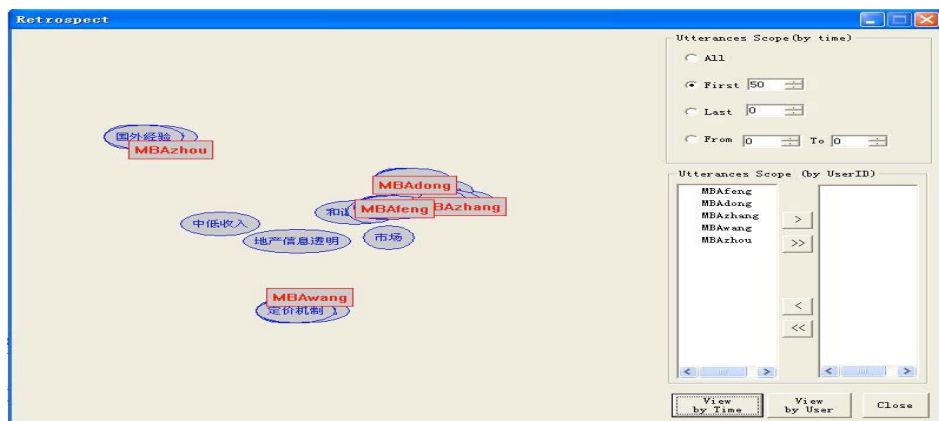 Retrospect
国外经验
MBAzhou
MBAdong
和谐
MBAfeng
BAzhang
中低收入
地产信息透明
市场
MBAwang
定价机制
Utterances Scope(by time)
All
First 50
Last 0
From 0 To 0
Utterances Scope (by UserID)
MBAfeng
MBAdong
MBAzhang
MBAwang
MBAzhou
>
>>
<
<<
View by Time
View by User
Close